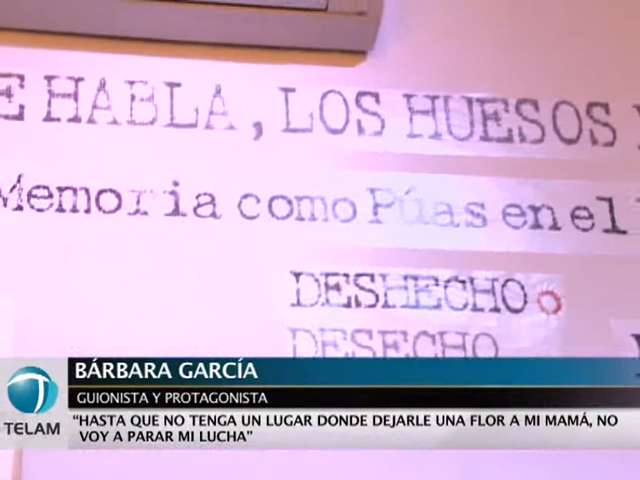 E HABLA, LOS HUESOS
Memoria como Púas en el
DESHECHO
DESECHO
BÁRBARA GARCÍA
GUIONISTA Y PROTAGONISTA
TELAM
“HASTA QUE NO TENGA UN LUGAR DONDE DEJARLE UNA FLOR A MI MAMÁ, NO
VOY A PARAR MI LUCHA”